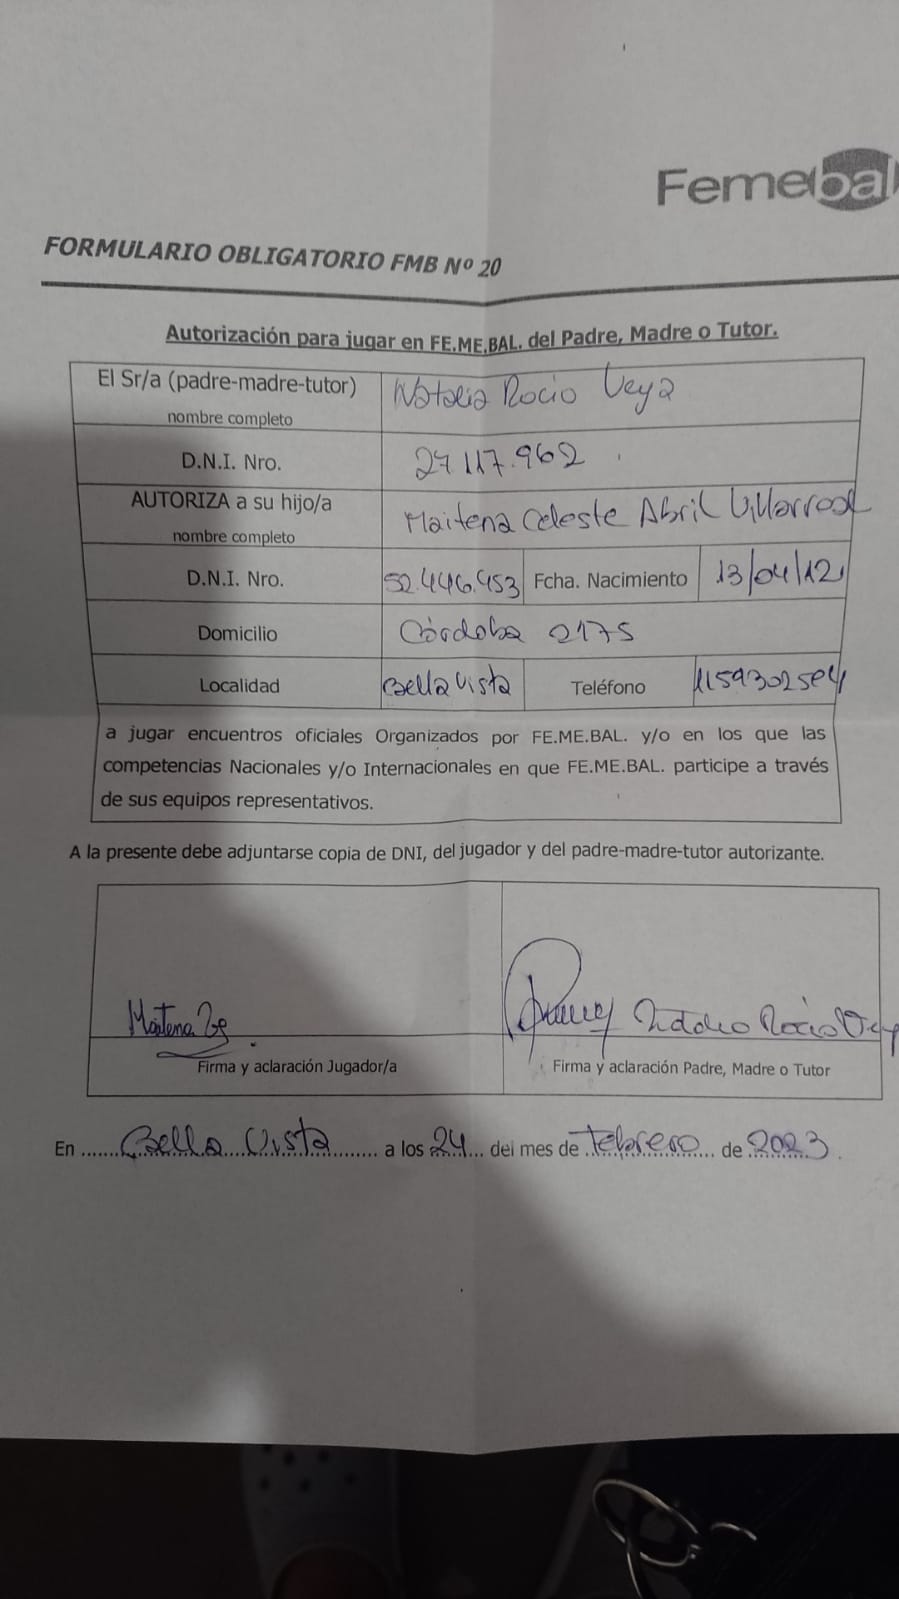 Femebal
FORMULARIO OBLIGATORIO FMB Nº 20
Autorización para jugar en FE.ME.BAL. del Padre, Madre o Tutor.
El Sr/a (padre-madre-tutor) Natalia Rocio Vega
nombre completo
D.N.I. Nro. 27.117.962
AUTORIZA a su hijo/a Maitena Celeste Abril Villarroel
nombre completo
D.N.I. Nro. 52.446.453 Fcha. Nacimiento 13/04/12
Domicilio Córdoba 2175
Localidad Bella Vista Teléfono
a jugar encuentros oficiales Organizados por FE.ME.BAL. y/o en los que las
competencias Nacionales y/o Internacionales en que FE.ME.BAL. participe a través
de sus equipos representativos.
A la presente debe adjuntarse copia de DNI, del jugador y del padre-madre-tutor autorizante.
Maitena Rocio
Firma y aclaración Jugador/a Firma y aclaración Padre, Madre o Tutor
En ...... Bella Vista ...... a los 24 ... del mes de febrero ...... de 2023 .